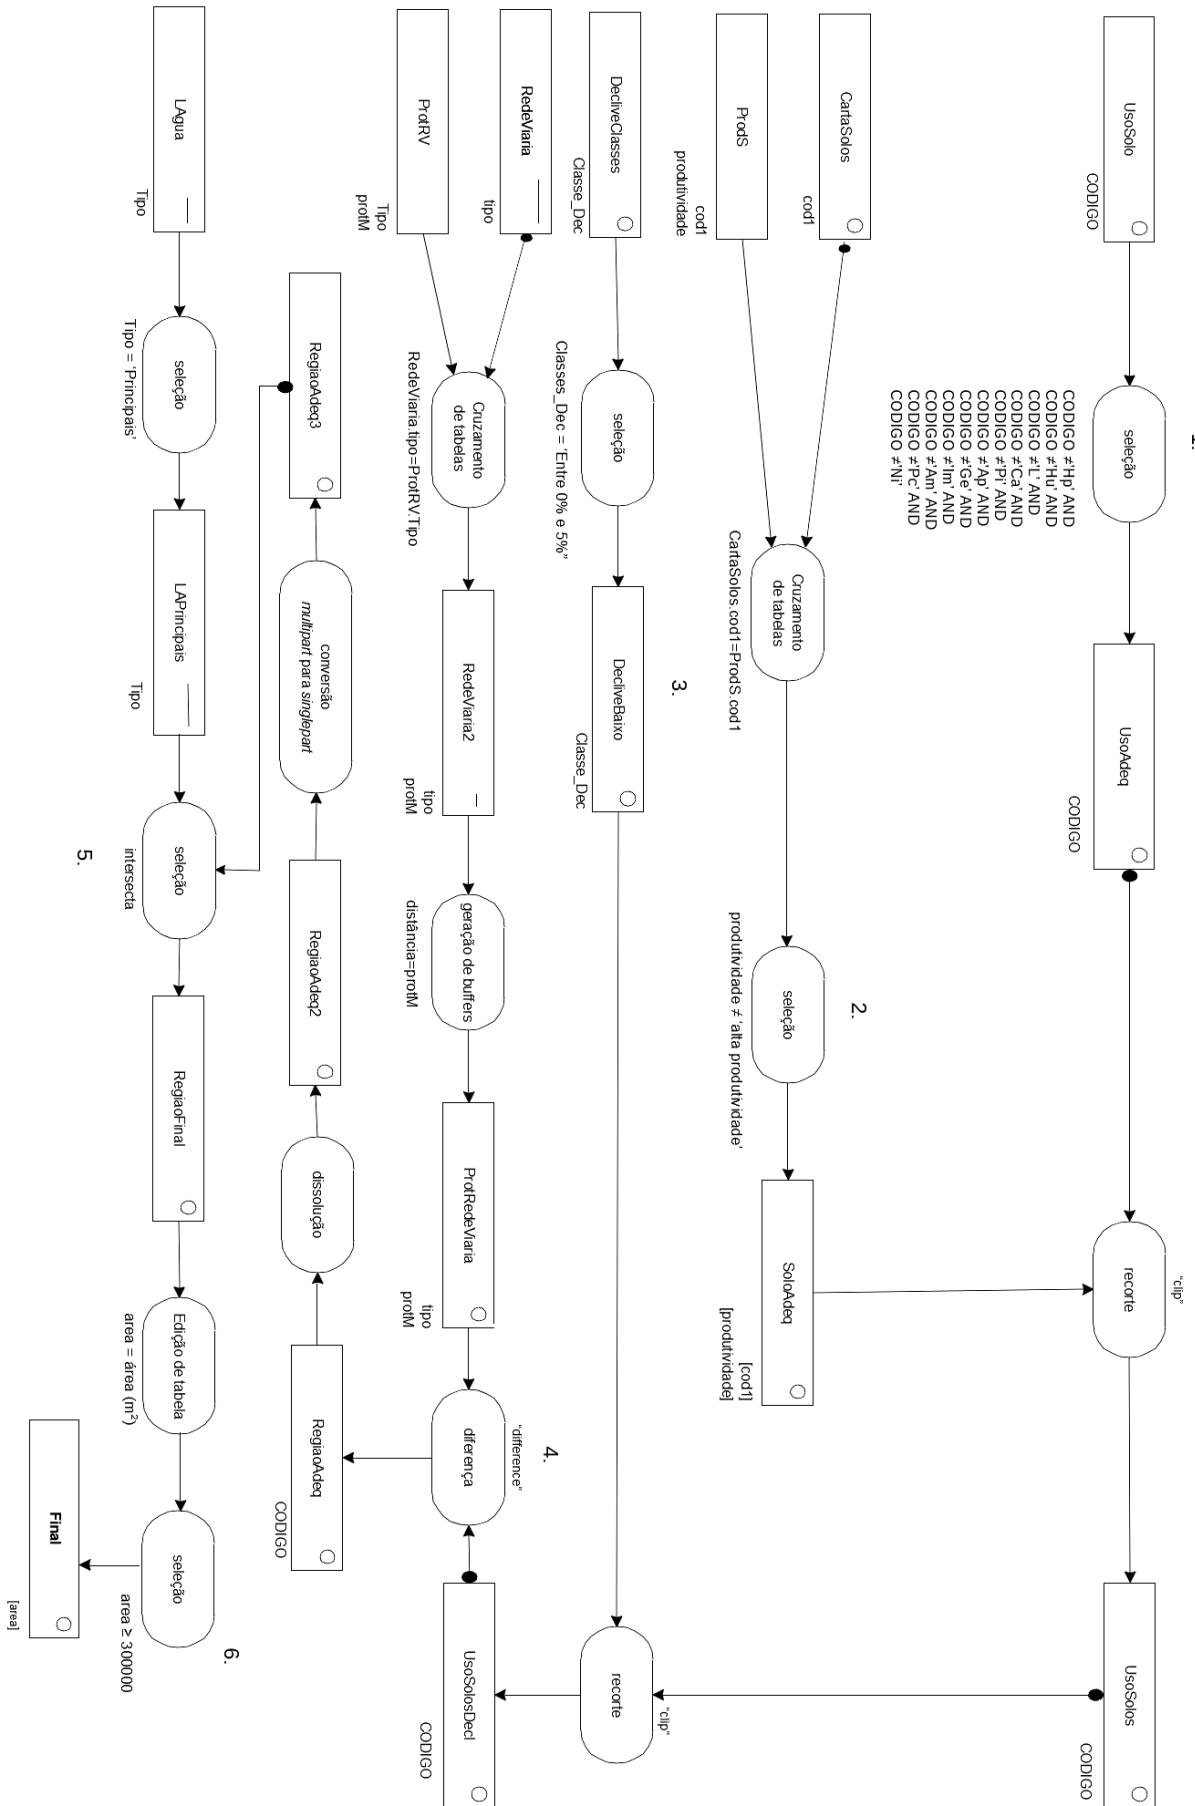 1.
UsoSolo
CODIGO
seleção
CODIGO ≠'Hp' AND
CODIGO ≠'Hu' AND
CODIGO ≠'L' AND
CODIGO ≠'Ca' AND
CODIGO ≠'Pi' AND
CODIGO ≠'Ap' AND
CODIGO ≠'Ge' AND
CODIGO ≠'Im' AND
CODIGO ≠'Am' AND
CODIGO ≠'Pc' AND
CODIGO ≠'Ni'
UsoAdeq
CODIGO
"clip"
recorte
UsoSolos
CODIGO
CartaSolos
cod1
ProdS
cod1
produtividade
Cruzamento
de tabelas
CartaSolos.cod1=ProdS.cod1
2.
seleção
produtividade ≠ 'alta produtividade'
SoloAdeq
[cod1]
[produtividade]
3.
DecliveClasses
Classe_Dec
seleção
Classes_Dec = 'Entre 0% e 5%"
DecliveBaixo
Classe_Dec
"clip"
recorte
UsoSolosDecl
CODIGO
RedeViaria
tipo
ProtRV
Tipo
protM
Cruzamento
de tabelas
RedeViaria.tipo=ProtRV.Tipo
RedeViaria2
tipo
protM
geração de buffers
distância=protM
ProtRedeViaria
tipo
protM
4.
"difference"
diferença
RegiaoAdeq
CODIGO
dissolução
RegiaoAdeq2
conversão
multipart para singlepart
RegiaoAdeq3
LAgua
Tipo
seleção
Tipo = 'Principais'
LAPrincipais
Tipo
seleção
intersecta
5.
RegiaoFinal
Edição de tabela
area = área (m²)
6.
seleção
area ≥ 300000
Final
[area]